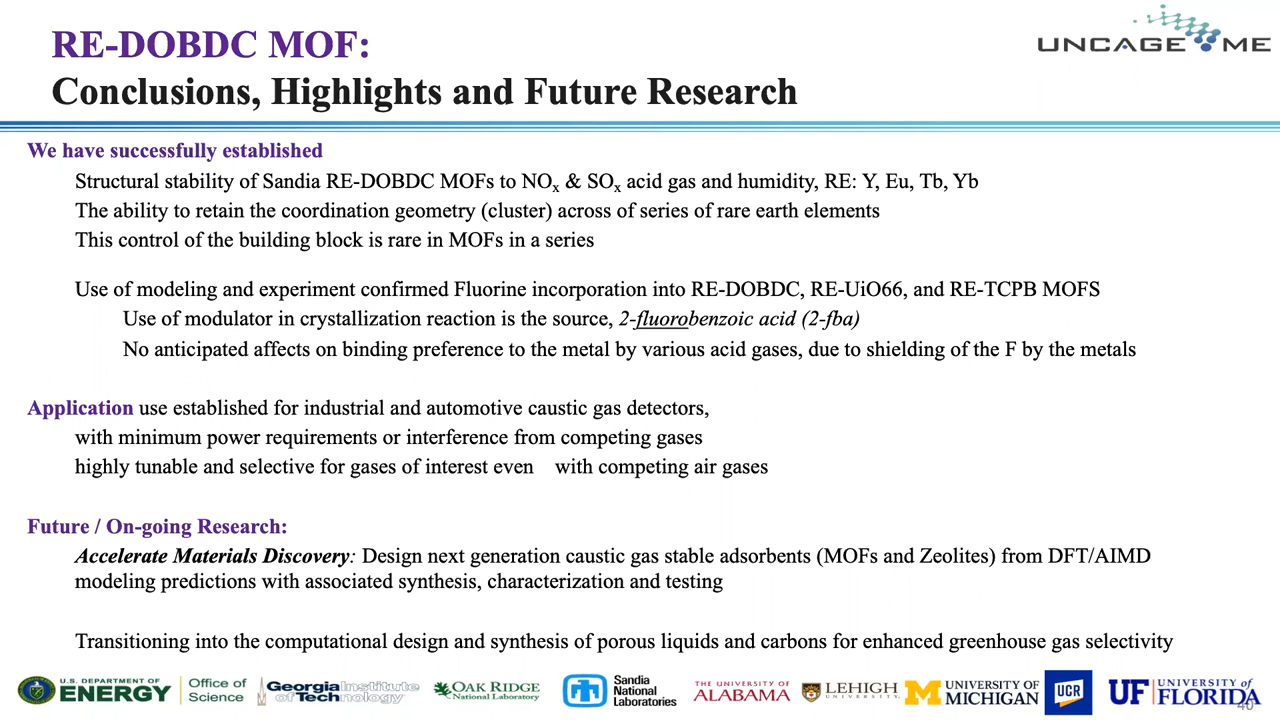 RE-DOBDC MOF:
UNCAGE ME
Conclusions, Highlights and Future Research
We have successfully established
Structural stability of Sandia RE-DOBDC MOFs to NOx & SOx acid gas and humidity, RE: Y, Eu, Tb, Yb
The ability to retain the coordination geometry (cluster) across of series of rare earth elements
This control of the building block is rare in MOFs in a series
Use of modeling and experiment confirmed Fluorine incorporation into RE-DOBDC, RE-UiO66, and RE-TCPB MOFS
Use of modulator in crystallization reaction is the source, 2-fluorobenzoic acid (2-fba)
No anticipated affects on binding preference to the metal by various acid gases, due to shielding of the F by the metals
Application use established for industrial and automotive caustic gas detectors,
with minimum power requirements or interference from competing gases
highly tunable and selective for gases of interest even with competing air gases
Future / On-going Research:
Accelerate Materials Discovery: Design next generation caustic gas stable adsorbents (MOFs and Zeolites) from DFT/AIMD
modeling predictions with associated synthesis, characterization and testing
Transitioning into the computational design and synthesis of porous liquids and carbons for enhanced greenhouse gas selectivity
U.S. DEPARTMENT OF
ENERGY
Office of
Science
Georgia Institute
of Technology
OAK RIDGE
National Laboratory
Sandia
National
Laboratories
THE UNIVERSITY OF
ALABAMA
LEHIGH
UNIVERSITY
M
UNIVERSITY OF
MICHIGAN
UCR
UF
UNIVERSITY of
FLORIDA
40